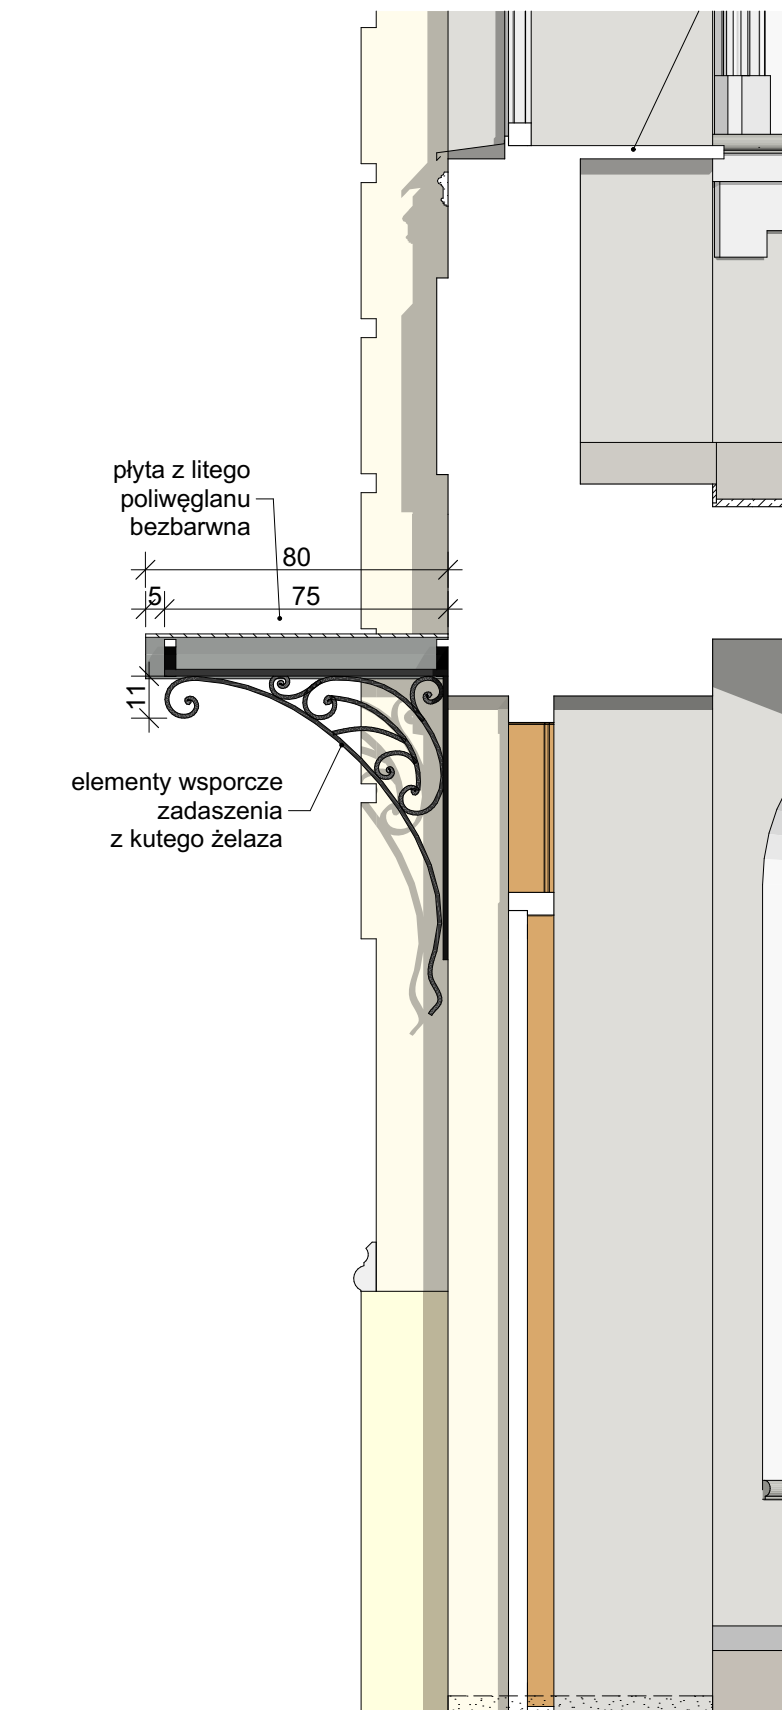 płyta z litego
poliwęglanu
bezbarwna
80
5
75
11
elementy wsporcze
zadaszenia
z kutego żelaza